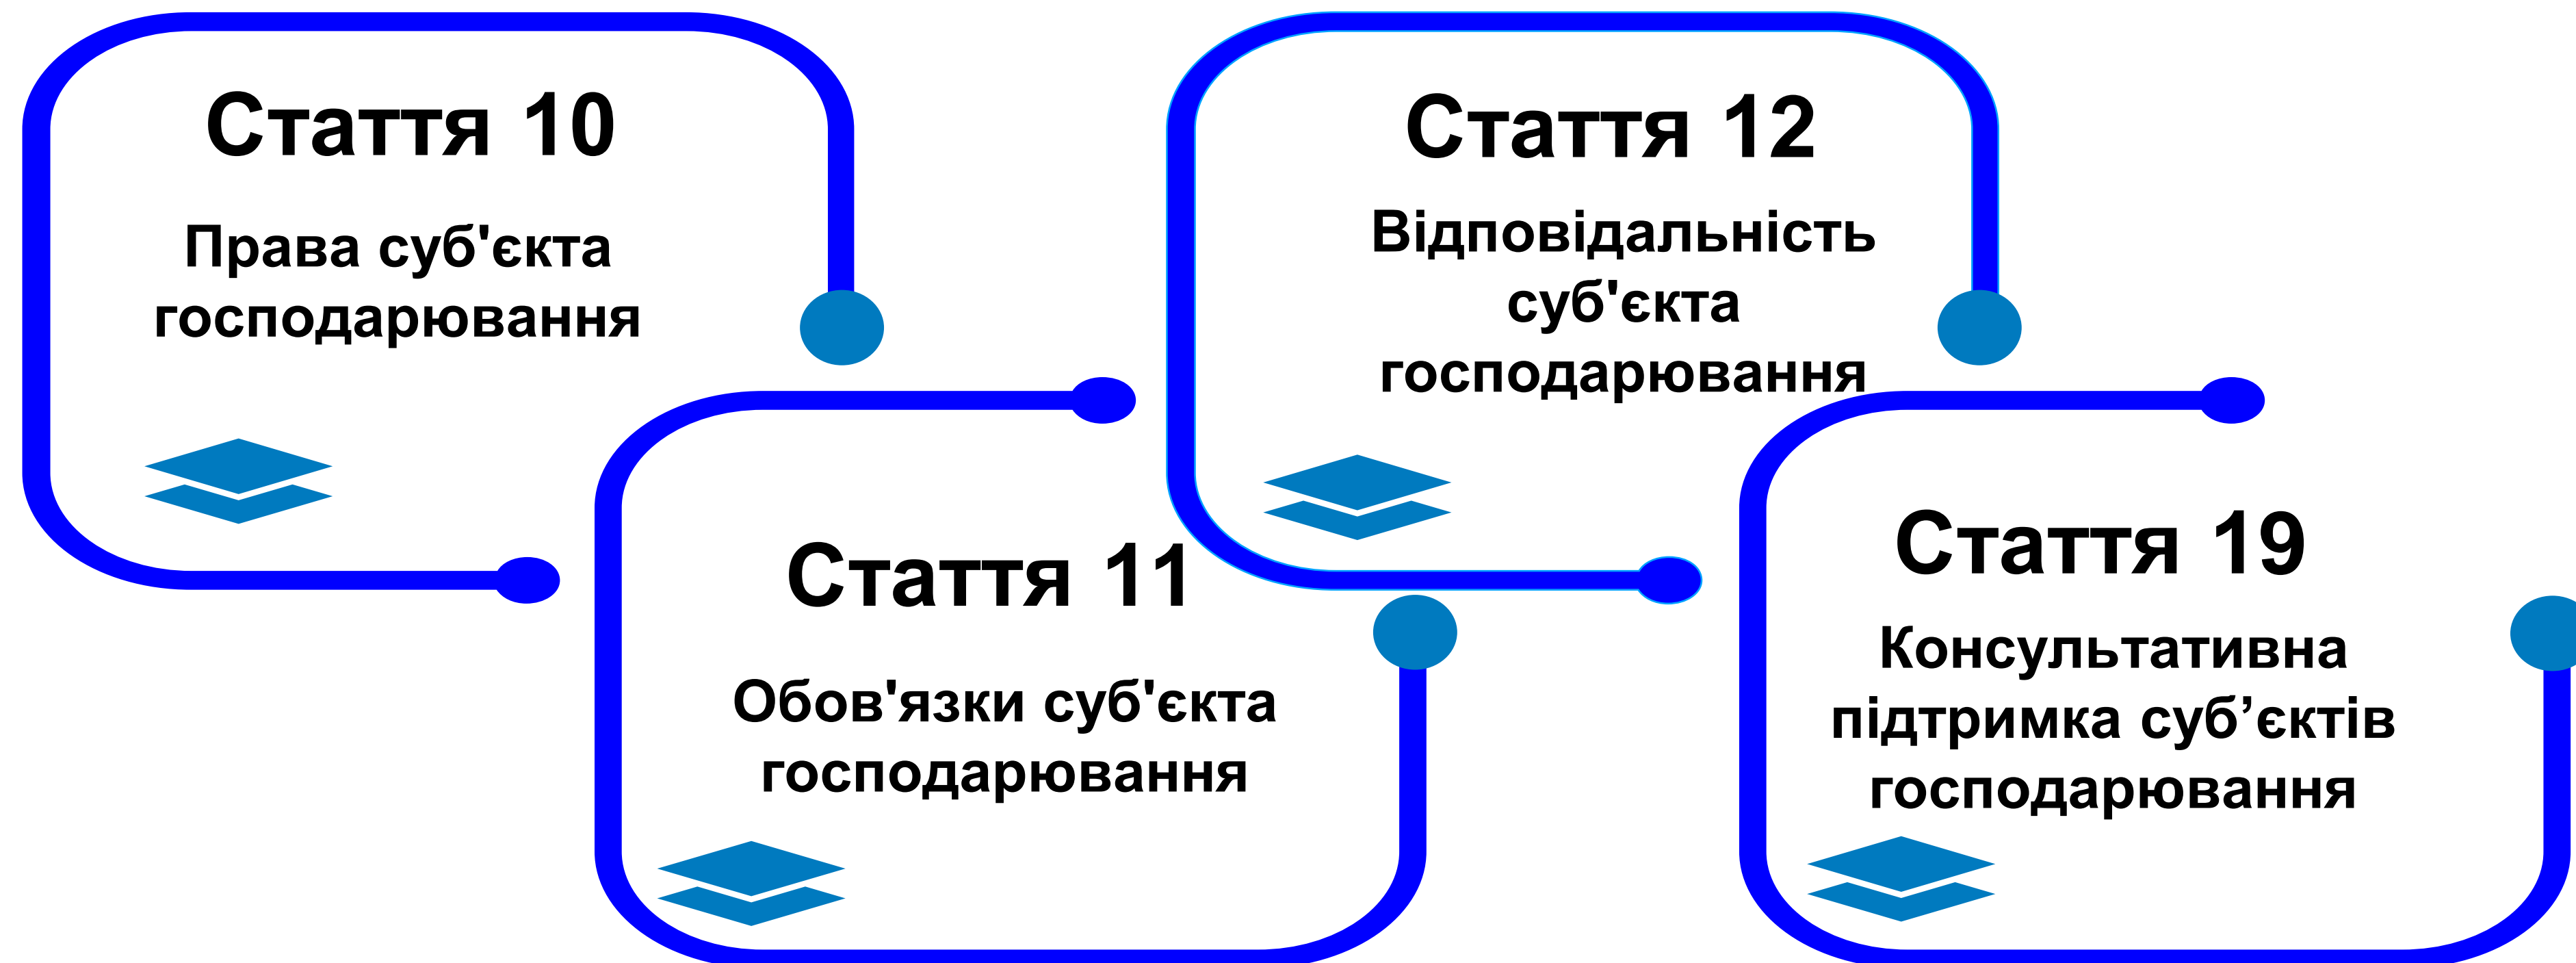 Стаття 10
Права суб'єкта
господарювання
Стаття 11
Обов'язки суб'єкта
господарювання
Стаття 12
Відповідальність
суб'єкта
господарювання
Стаття 19
Консультативна
підтримка суб’єктів
господарювання